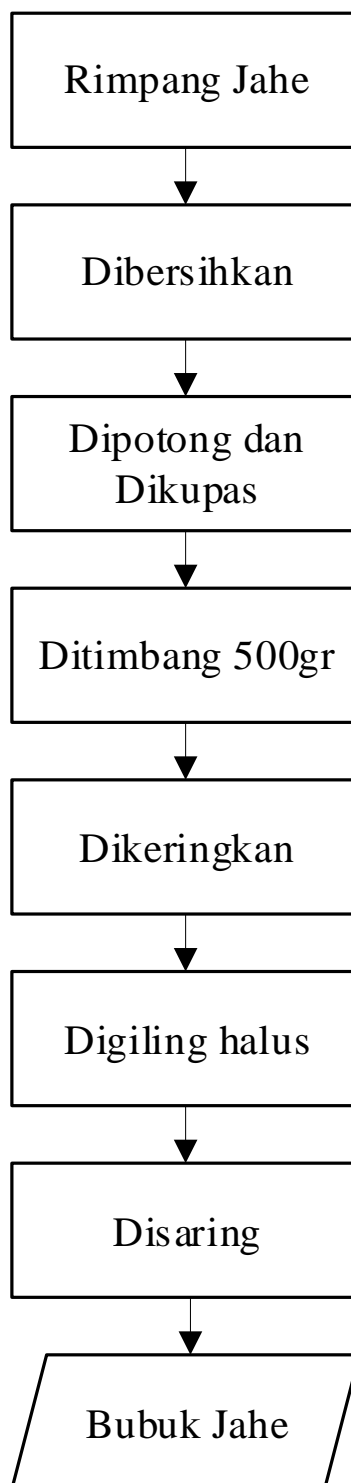 Rimpang Jahe
Dibersihkan
Dipotong dan
Dikupas
Ditimbang 500gr
Dikeringkan
Digiling halus
Disaring
Bubuk Jahe